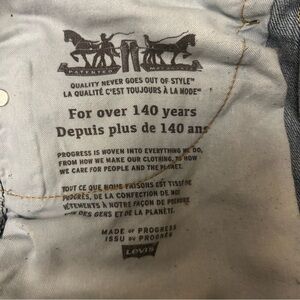 PATENTED
QUALITY NEVER GOES OUT OF STYLE™
LA QUALITÉ C'EST TOUJOURS À LA MODE™
For over 140 years
Depuis plus de 140 ans
PROGRESS IS WOVEN INTO EVERYTHING WE DO,
FROM HOW WE MAKE OUR CLOTHING, TO HOW
WE CARE FOR PEOPLE AND THE PLANET.
TOUT CE QUE NOUS FAISONS EST TISSÉ DE
PROGRÈS, DE LA CONFECTION DE NOS
VÊTEMENTS À NOTRE FAÇON DE PRENDRE
DES GENS ET DE LA PLANÈTE.
MADE OF PROGRESS
ISSU DU PROGRÈS
LEVI'S